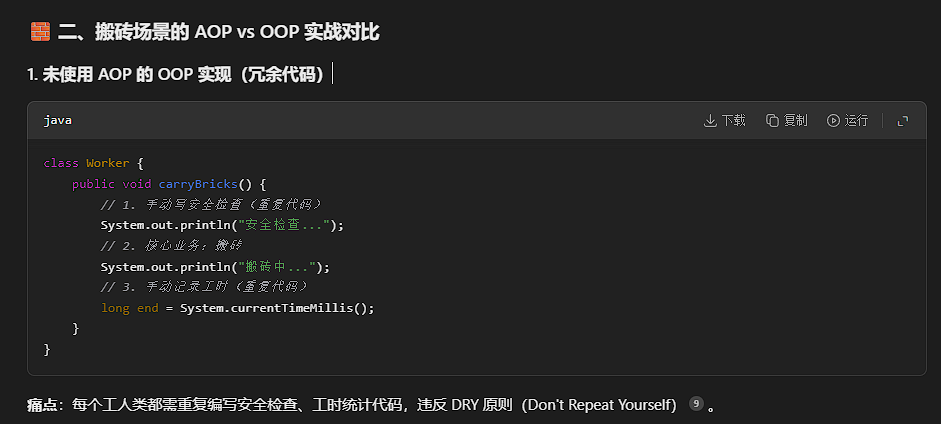 🧱 二、搬砖场景的 AOP vs OOP 实战对比
1. 未使用 AOP 的 OOP 实现（冗余代码）
java
下载 复制 运行
class Worker {
    public void carryBricks() {
        // 1. 手动写安全检查（重复代码）
        System.out.println("安全检查...");
        // 2. 核心业务：搬砖
        System.out.println("搬砖中...");
        // 3. 手动记录工时（重复代码）
        long end = System.currentTimeMillis();
    }
}
痛点：每个工人类都需重复编写安全检查、工时统计代码，违反 DRY 原则（Don't Repeat Yourself） 9 。